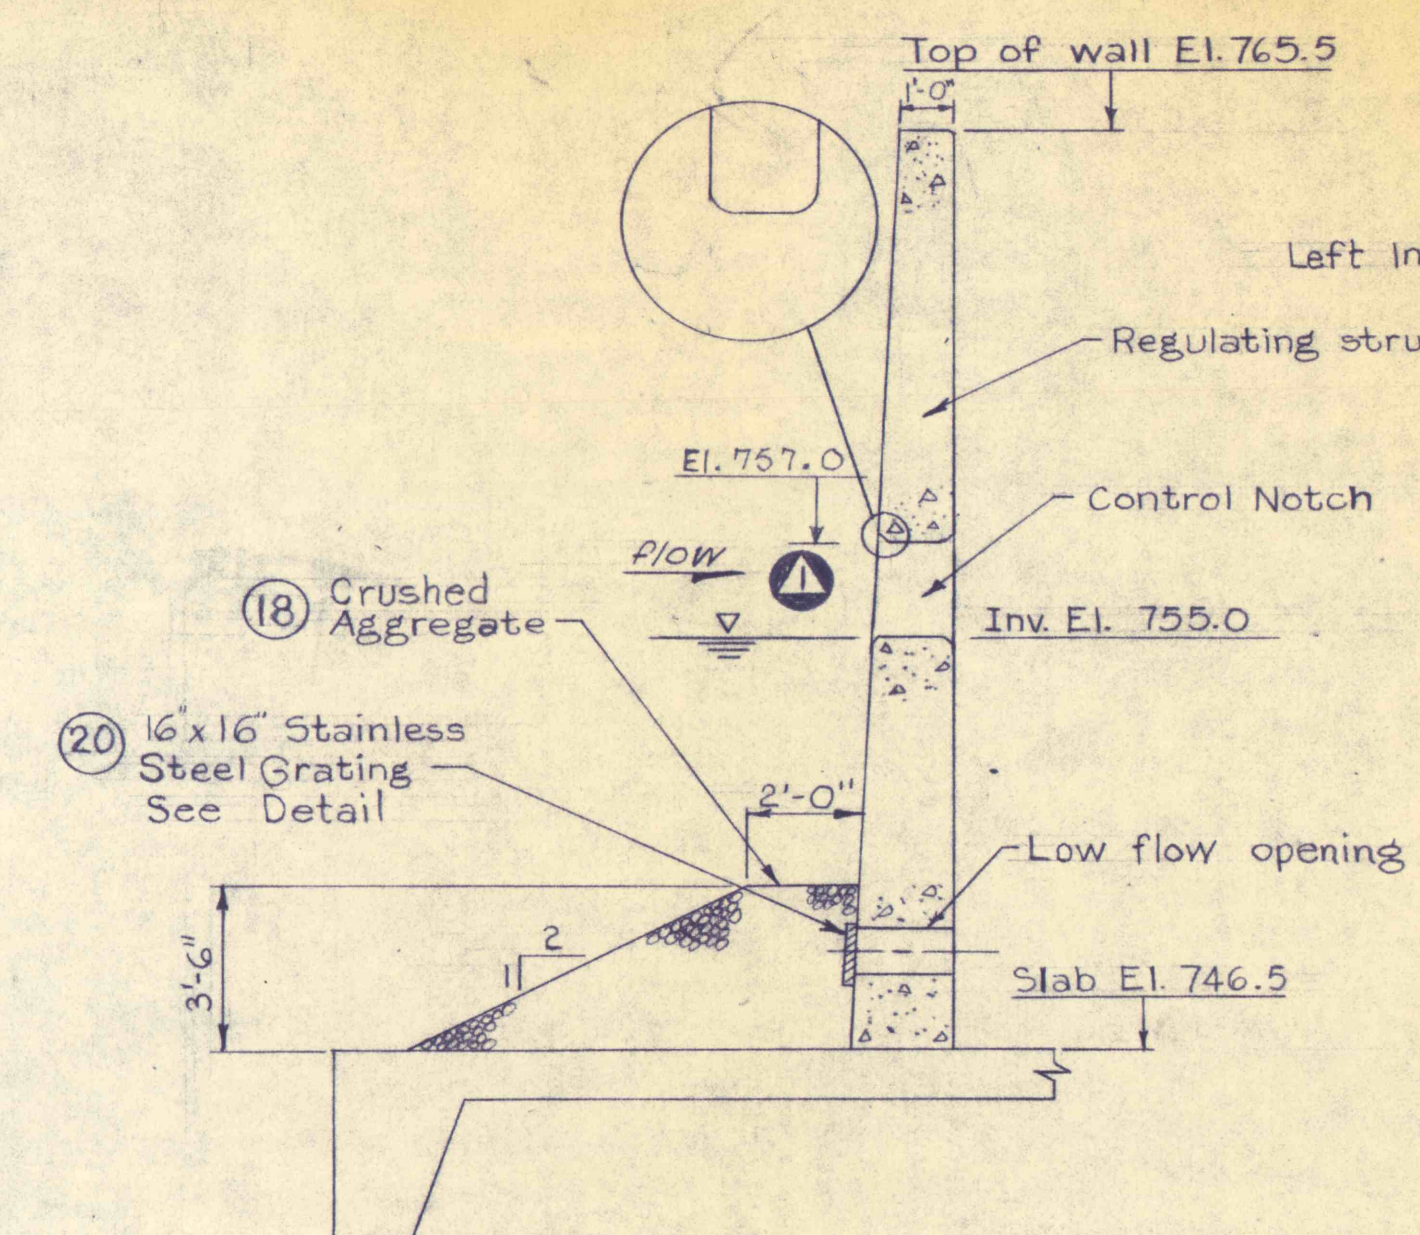 Top of wall El. 765.5
1'-0"
Left In
Regulating stru
El. 757.0
Control Notch
flow
1
18 Crushed
Aggregate
Inv. El. 755.0
20 16"x16" Stainless
Steel Grating
See Detail
2'-0"
Low flow opening
2
1
3'-6"
Slab El. 746.5